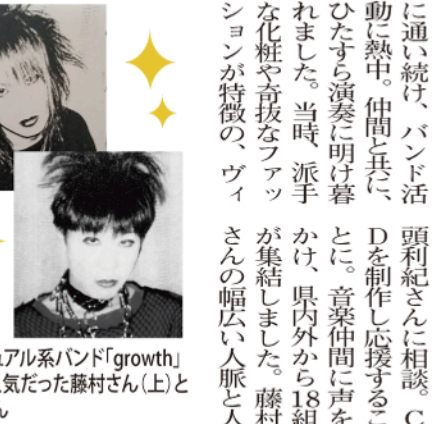 に通い続け、バンド活
動に熱中。仲間と共に、
ひたすら演奏に明け暮
れました。当時、派手
な化粧や奇抜なファッ
ションが特徴の、ヴィ
頭利紀さんに相談。C
Dを制作し応援するこ
とに。音楽仲間に声を
かけ、県内外から18組
が集結しました。藤村
さんの幅広い人脈と人
ュアル系バンド「growth」
気だった藤村さん（上）と
ん